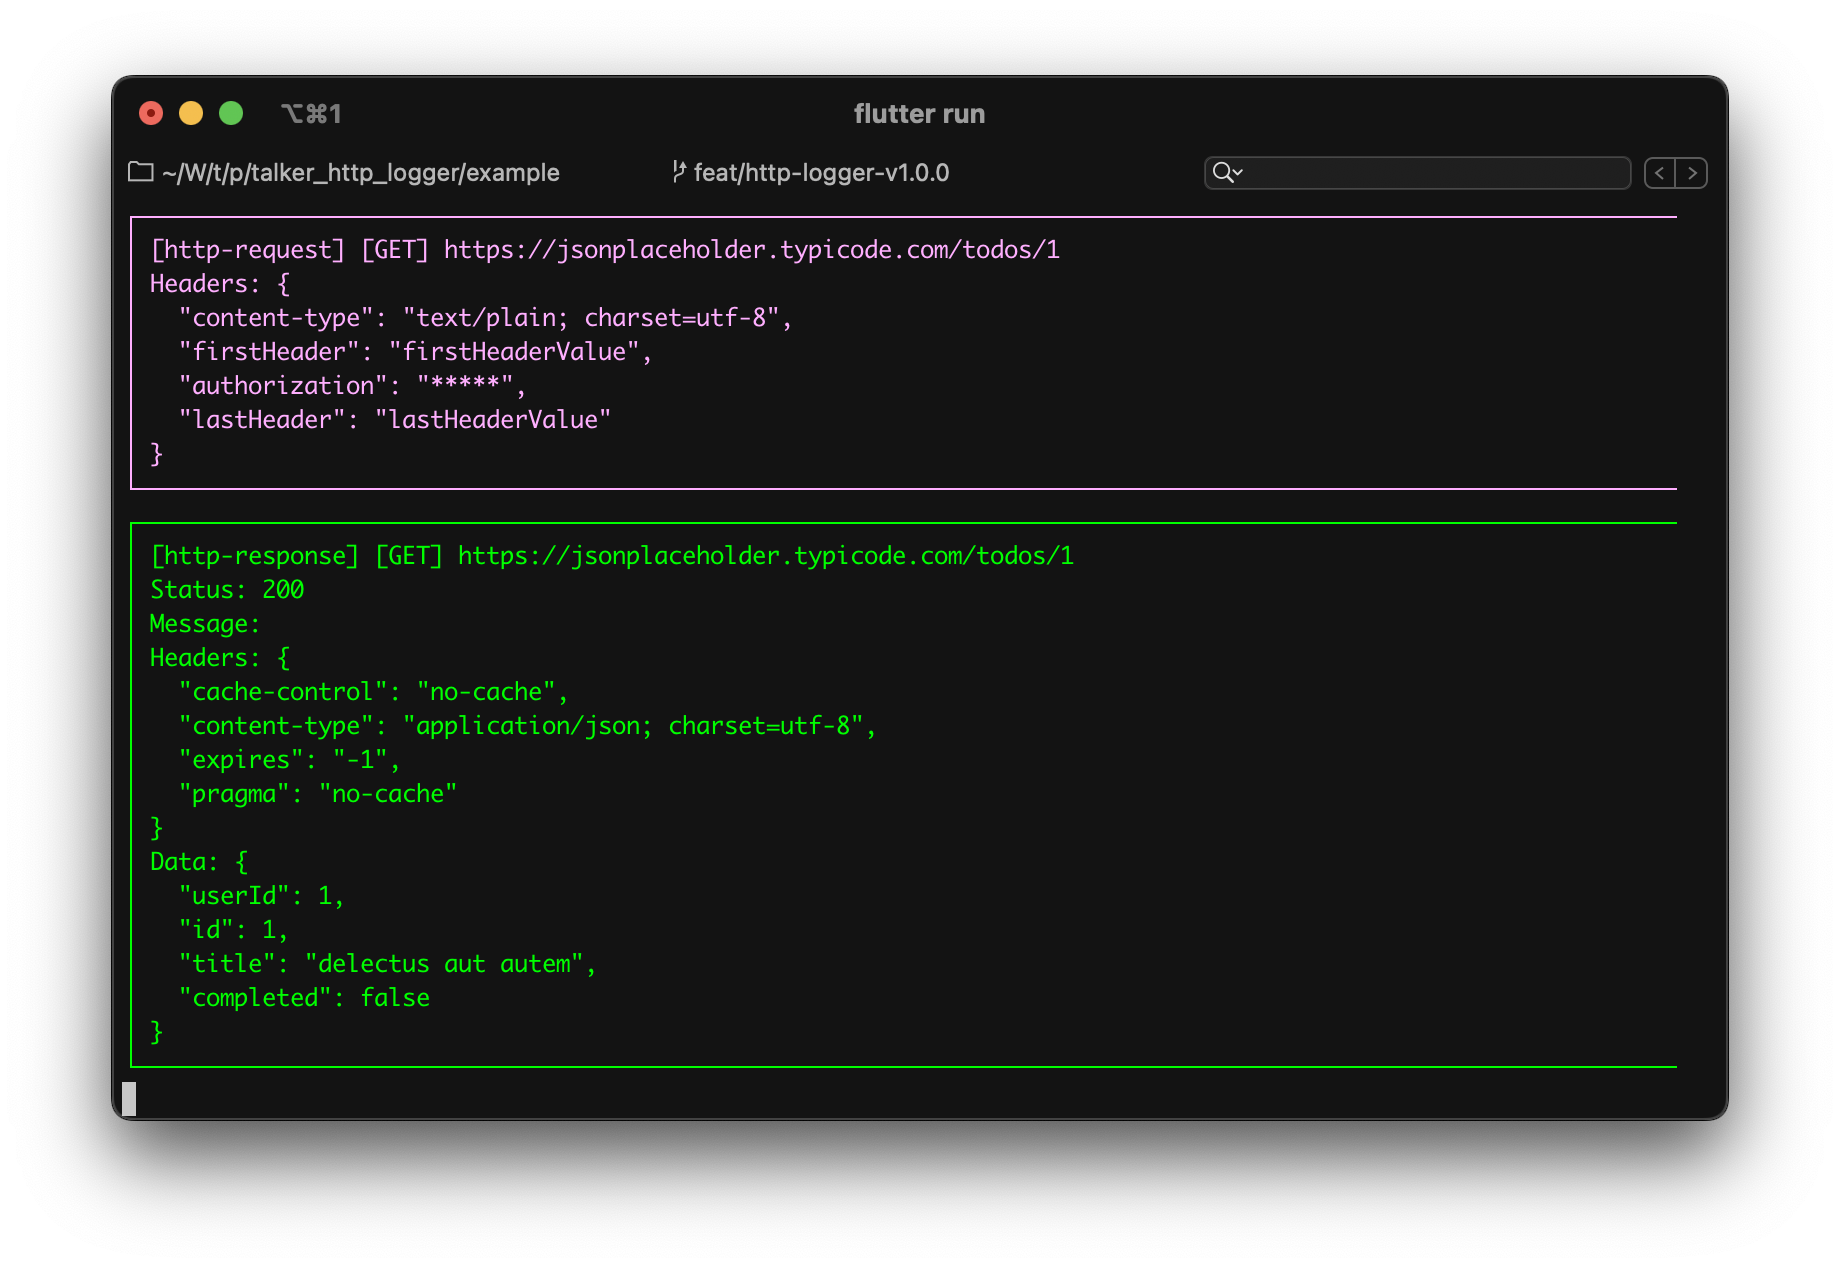 ⌥⌘1
flutter run
~/W/t/p/talker_http_logger/example
feat/http-logger-v1.0.0
[http-request] [GET] https://jsonplaceholder.typicode.com/todos/1
Headers: {
  "content-type": "text/plain; charset=utf-8",
  "firstHeader": "firstHeaderValue",
  "authorization": "*****",
  "lastHeader": "lastHeaderValue"
}
[http-response] [GET] https://jsonplaceholder.typicode.com/todos/1
Status: 200
Message:
Headers: {
  "cache-control": "no-cache",
  "content-type": "application/json; charset=utf-8",
  "expires": "-1",
  "pragma": "no-cache"
}
Data: {
  "userId": 1,
  "id": 1,
  "title": "delectus aut autem",
  "completed": false
}